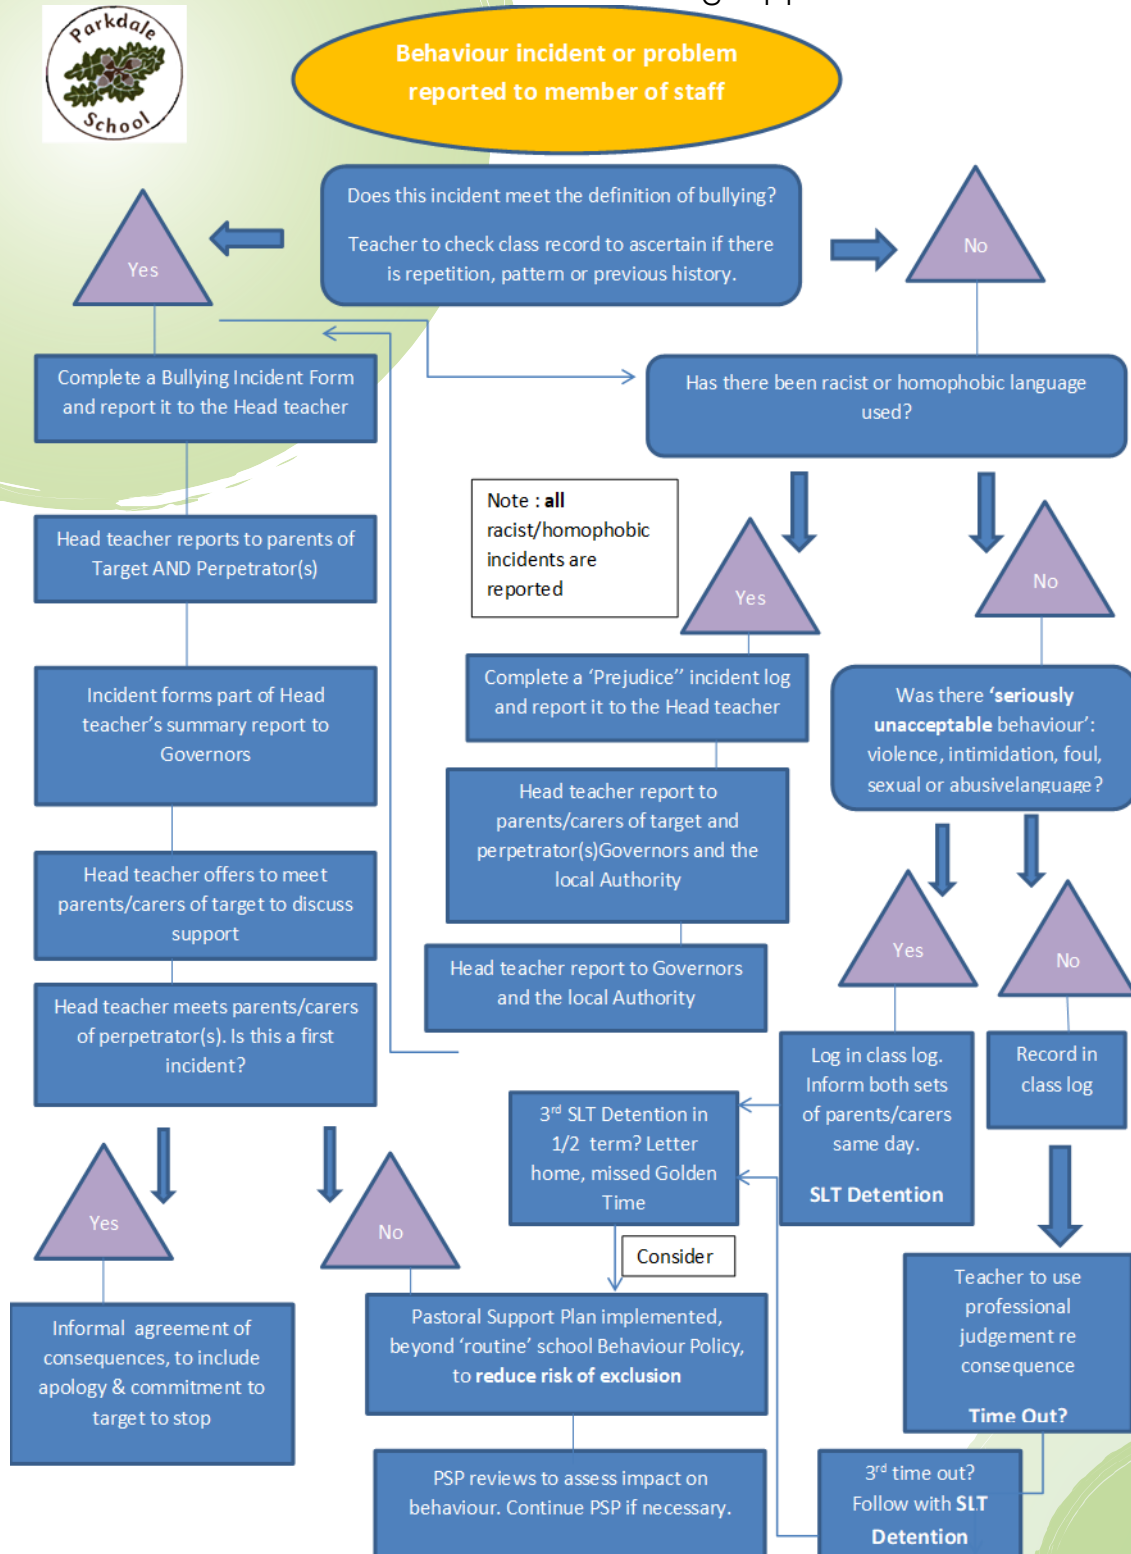 Parkdale
School
Behaviour incident or problem
reported to member of staff
Does this incident meet the definition of bullying?
Teacher to check class record to ascertain if there
is repetition, pattern or previous history.
Yes
No
Complete a Bullying Incident Form
and report it to the Head teacher
Has there been racist or homophobic language
used?
Note : all
racist/homophobic
incidents are
reported
Head teacher reports to parents of
Target AND Perpetrator(s)
Yes
No
Complete a ‘Prejudice’’ incident log
and report it to the Head teacher
Incident forms part of Head
teacher’s summary report to
Governors
Was there ‘seriously
unacceptable behaviour’:
violence, intimidation, foul,
sexual or abusivelanguage?
Head teacher report to
parents/carers of target and
perpetrator(s)Governors and the
local Authority
Head teacher offers to meet
parents/carers of target to discuss
support
Yes
No
Head teacher report to Governors
and the local Authority
Head teacher meets parents/carers
of perpetrator(s). Is this a first
incident?
Log in class log.
Inform both sets
of parents/carers
same day.
SLT Detention
Record in
class log
3rd SLT Detention in
1/2 term? Letter
home, missed Golden
Time
Yes
No
Consider
Teacher to use
professional
judgement re
consequence
Time Out?
Informal agreement of
consequences, to include
apology & commitment to
target to stop
Pastoral Support Plan implemented,
beyond ‘routine’ school Behaviour Policy,
to reduce risk of exclusion
PSP reviews to assess impact on
behaviour. Continue PSP if necessary.
3rd time out?
Follow with SLT
Detention